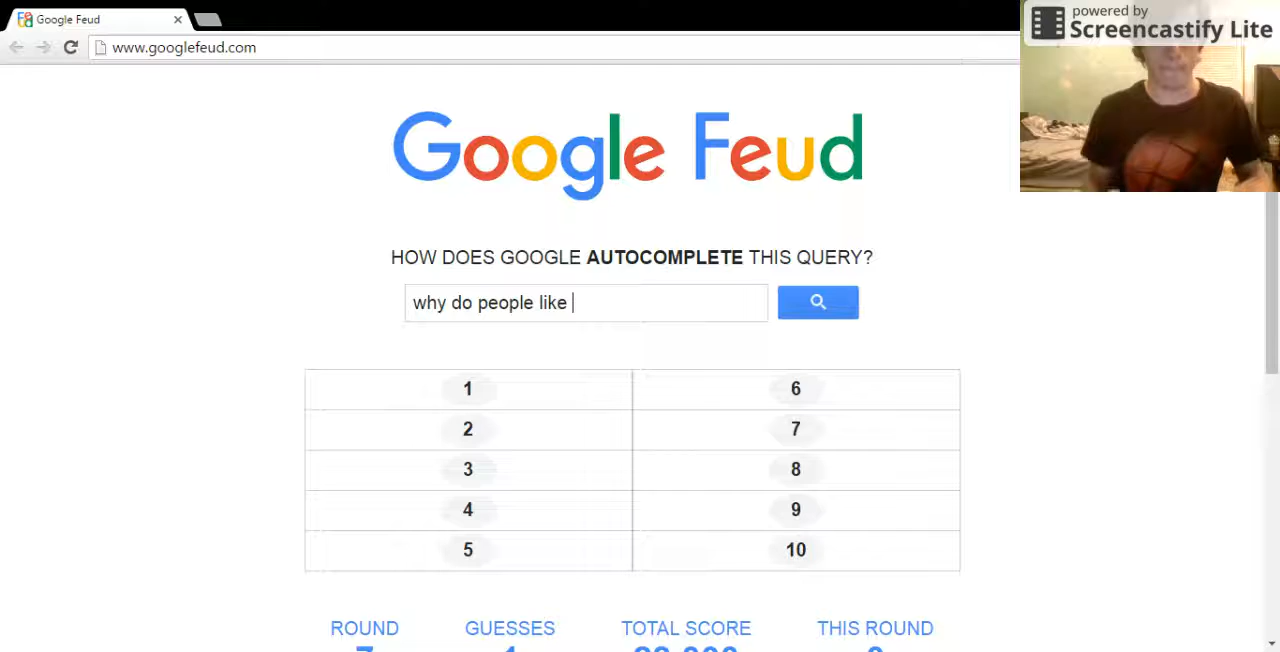 Google Feud
powered by
Screencastify Lite
www.googlefeud.com
Google Feud
HOW DOES GOOGLE AUTOCOMPLETE THIS QUERY?
why do people like
1 6
2 7
3 8
4 9
5 10
ROUND GUESSES TOTAL SCORE THIS ROUND